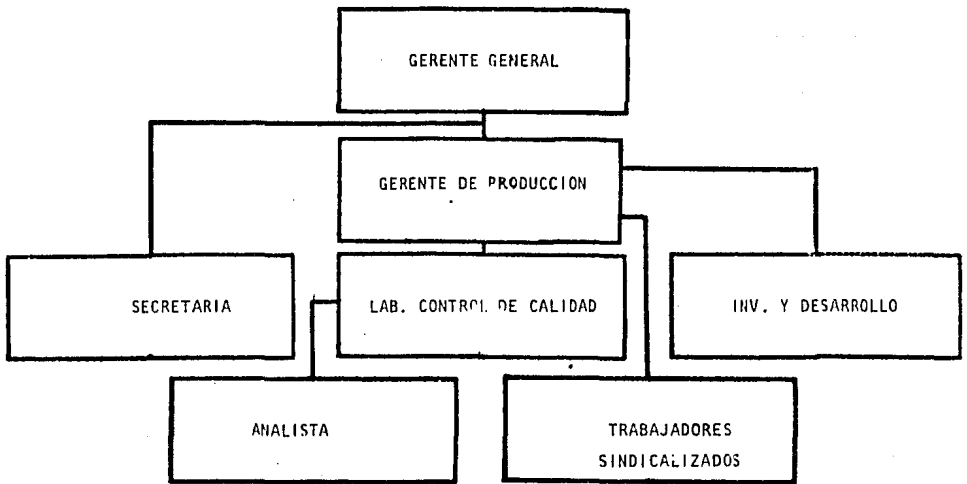 GERENTE GENERAL
GERENTE DE PRODUCCION
SECRETARIA
LAB. CONTROL DE CALIDAD
INV. Y DESARROLLO
ANALISTA
TRABAJADORES
SINDICALIZADOS